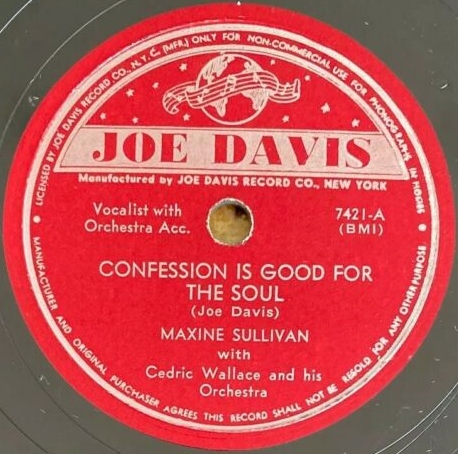 LICENSED BY JOE DAVIS RECORD CO., N.Y.C. (MFR.) ONLY FOR NON-COMMERCIAL USE FOR PHONOGRAPHS IN HOMES
JOE DAVIS
Manufactured by JOE DAVIS RECORD CO., NEW YORK
Vocalist with
Orchestra Acc.
7421-A
(BMI)
CONFESSION IS GOOD FOR
THE SOUL
(Joe Davis)
MAXINE SULLIVAN
with
Cedric Wallace and his
Orchestra
MANUFACTURER AND ORIGINAL PURCHASER AGREES THIS RECORD SHALL NOT BE RESOLD FOR ANY OTHER PURPOSE